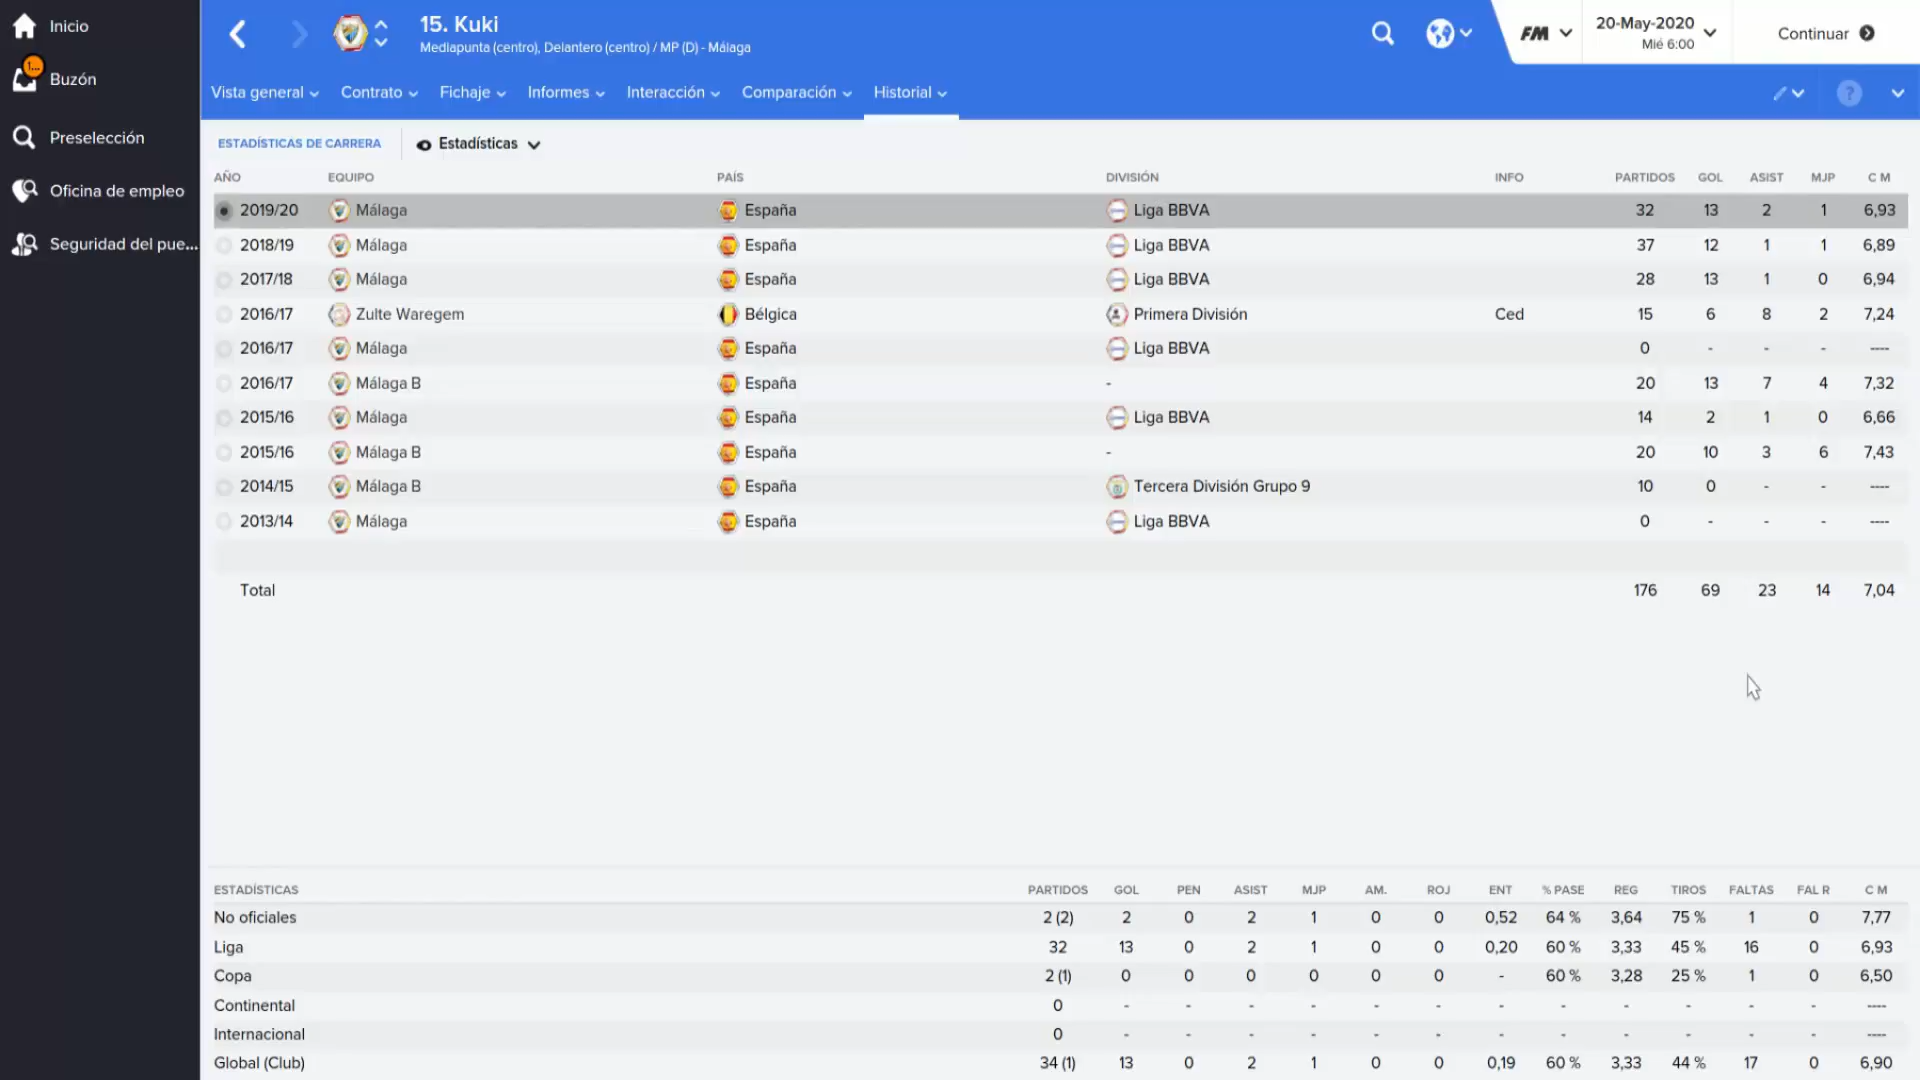 Inicio
Buzón
1...
Preselección
Oficina de empleo
Seguridad del pue...
15. Kuki
Mediapunta (centro), Delantero (centro) / MP (D) - Málaga
FM
20-May-2020
Mié 6:00
Continuar
Vista general Contrato Fichaje Informes Interacción Comparación Historial
?
ESTADÍSTICAS DE CARRERA Estadísticas
AÑO EQUIPO PAÍS DIVISIÓN INFO PARTIDOS GOL ASIST MJP C M
2019/20 Málaga España Liga BBVA 32 13 2 1 6,93
2018/19 Málaga España Liga BBVA 37 12 1 1 6,89
2017/18 Málaga España Liga BBVA 28 13 1 0 6,94
2016/17 Zulte Waregem Bélgica Primera División Ced 15 6 8 2 7,24
2016/17 Málaga España Liga BBVA 0 - - - ----
2016/17 Málaga B España - 20 13 7 4 7,32
2015/16 Málaga España Liga BBVA 14 2 1 0 6,66
2015/16 Málaga B España - 20 10 3 6 7,43
2014/15 Málaga B España Tercera División Grupo 9 10 0 - - ----
2013/14 Málaga España Liga BBVA 0 - - - ----
Total 176 69 23 14 7,04
ESTADÍSTICAS PARTIDOS GOL PEN ASIST MJP AM. ROJ ENT % PASE REG TIROS FALTAS FAL R C M
No oficiales 2 (2) 2 0 2 1 0 0 0,52 64 % 3,64 75 % 1 0 7,77
Liga 32 13 0 2 1 0 0 0,20 60 % 3,33 45 % 16 0 6,93
Copa 2 (1) 0 0 0 0 0 0 - 60 % 3,28 25 % 1 0 6,50
Continental 0 - - - - - - - - - - - - ----
Internacional 0 - - - - - - - - - - - - ----
Global (Club) 34 (1) 13 0 2 1 0 0 0,19 60 % 3,33 44 % 17 0 6,90